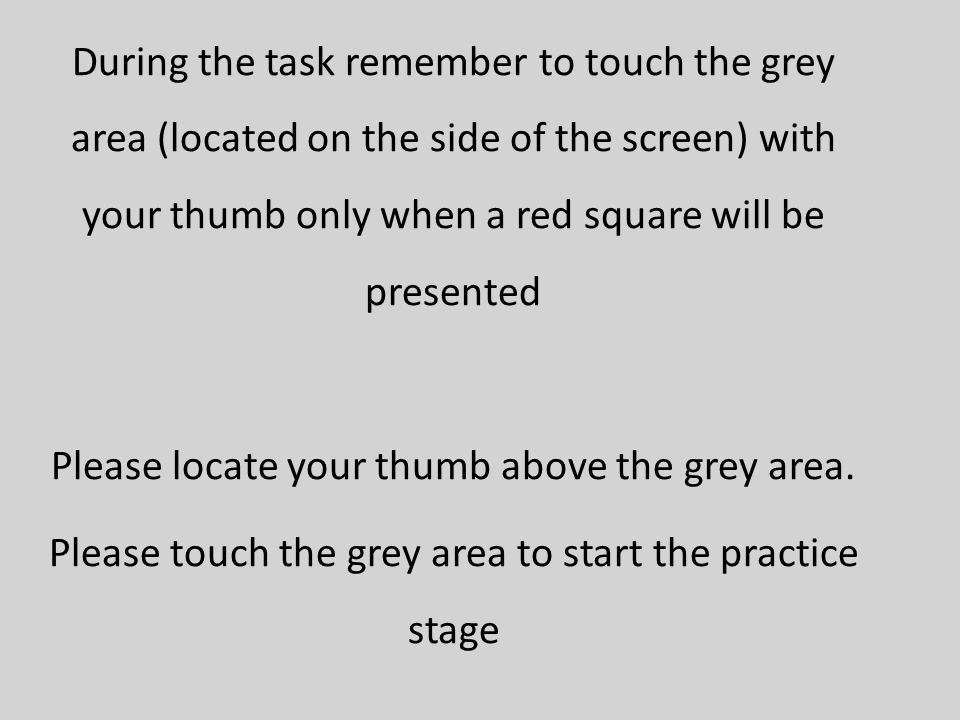 During the task remember to touch the grey
area (located on the side of the screen) with
your thumb only when a red square will be
presented
Please locate your thumb above the grey area.
Please touch the grey area to start the practice
stage